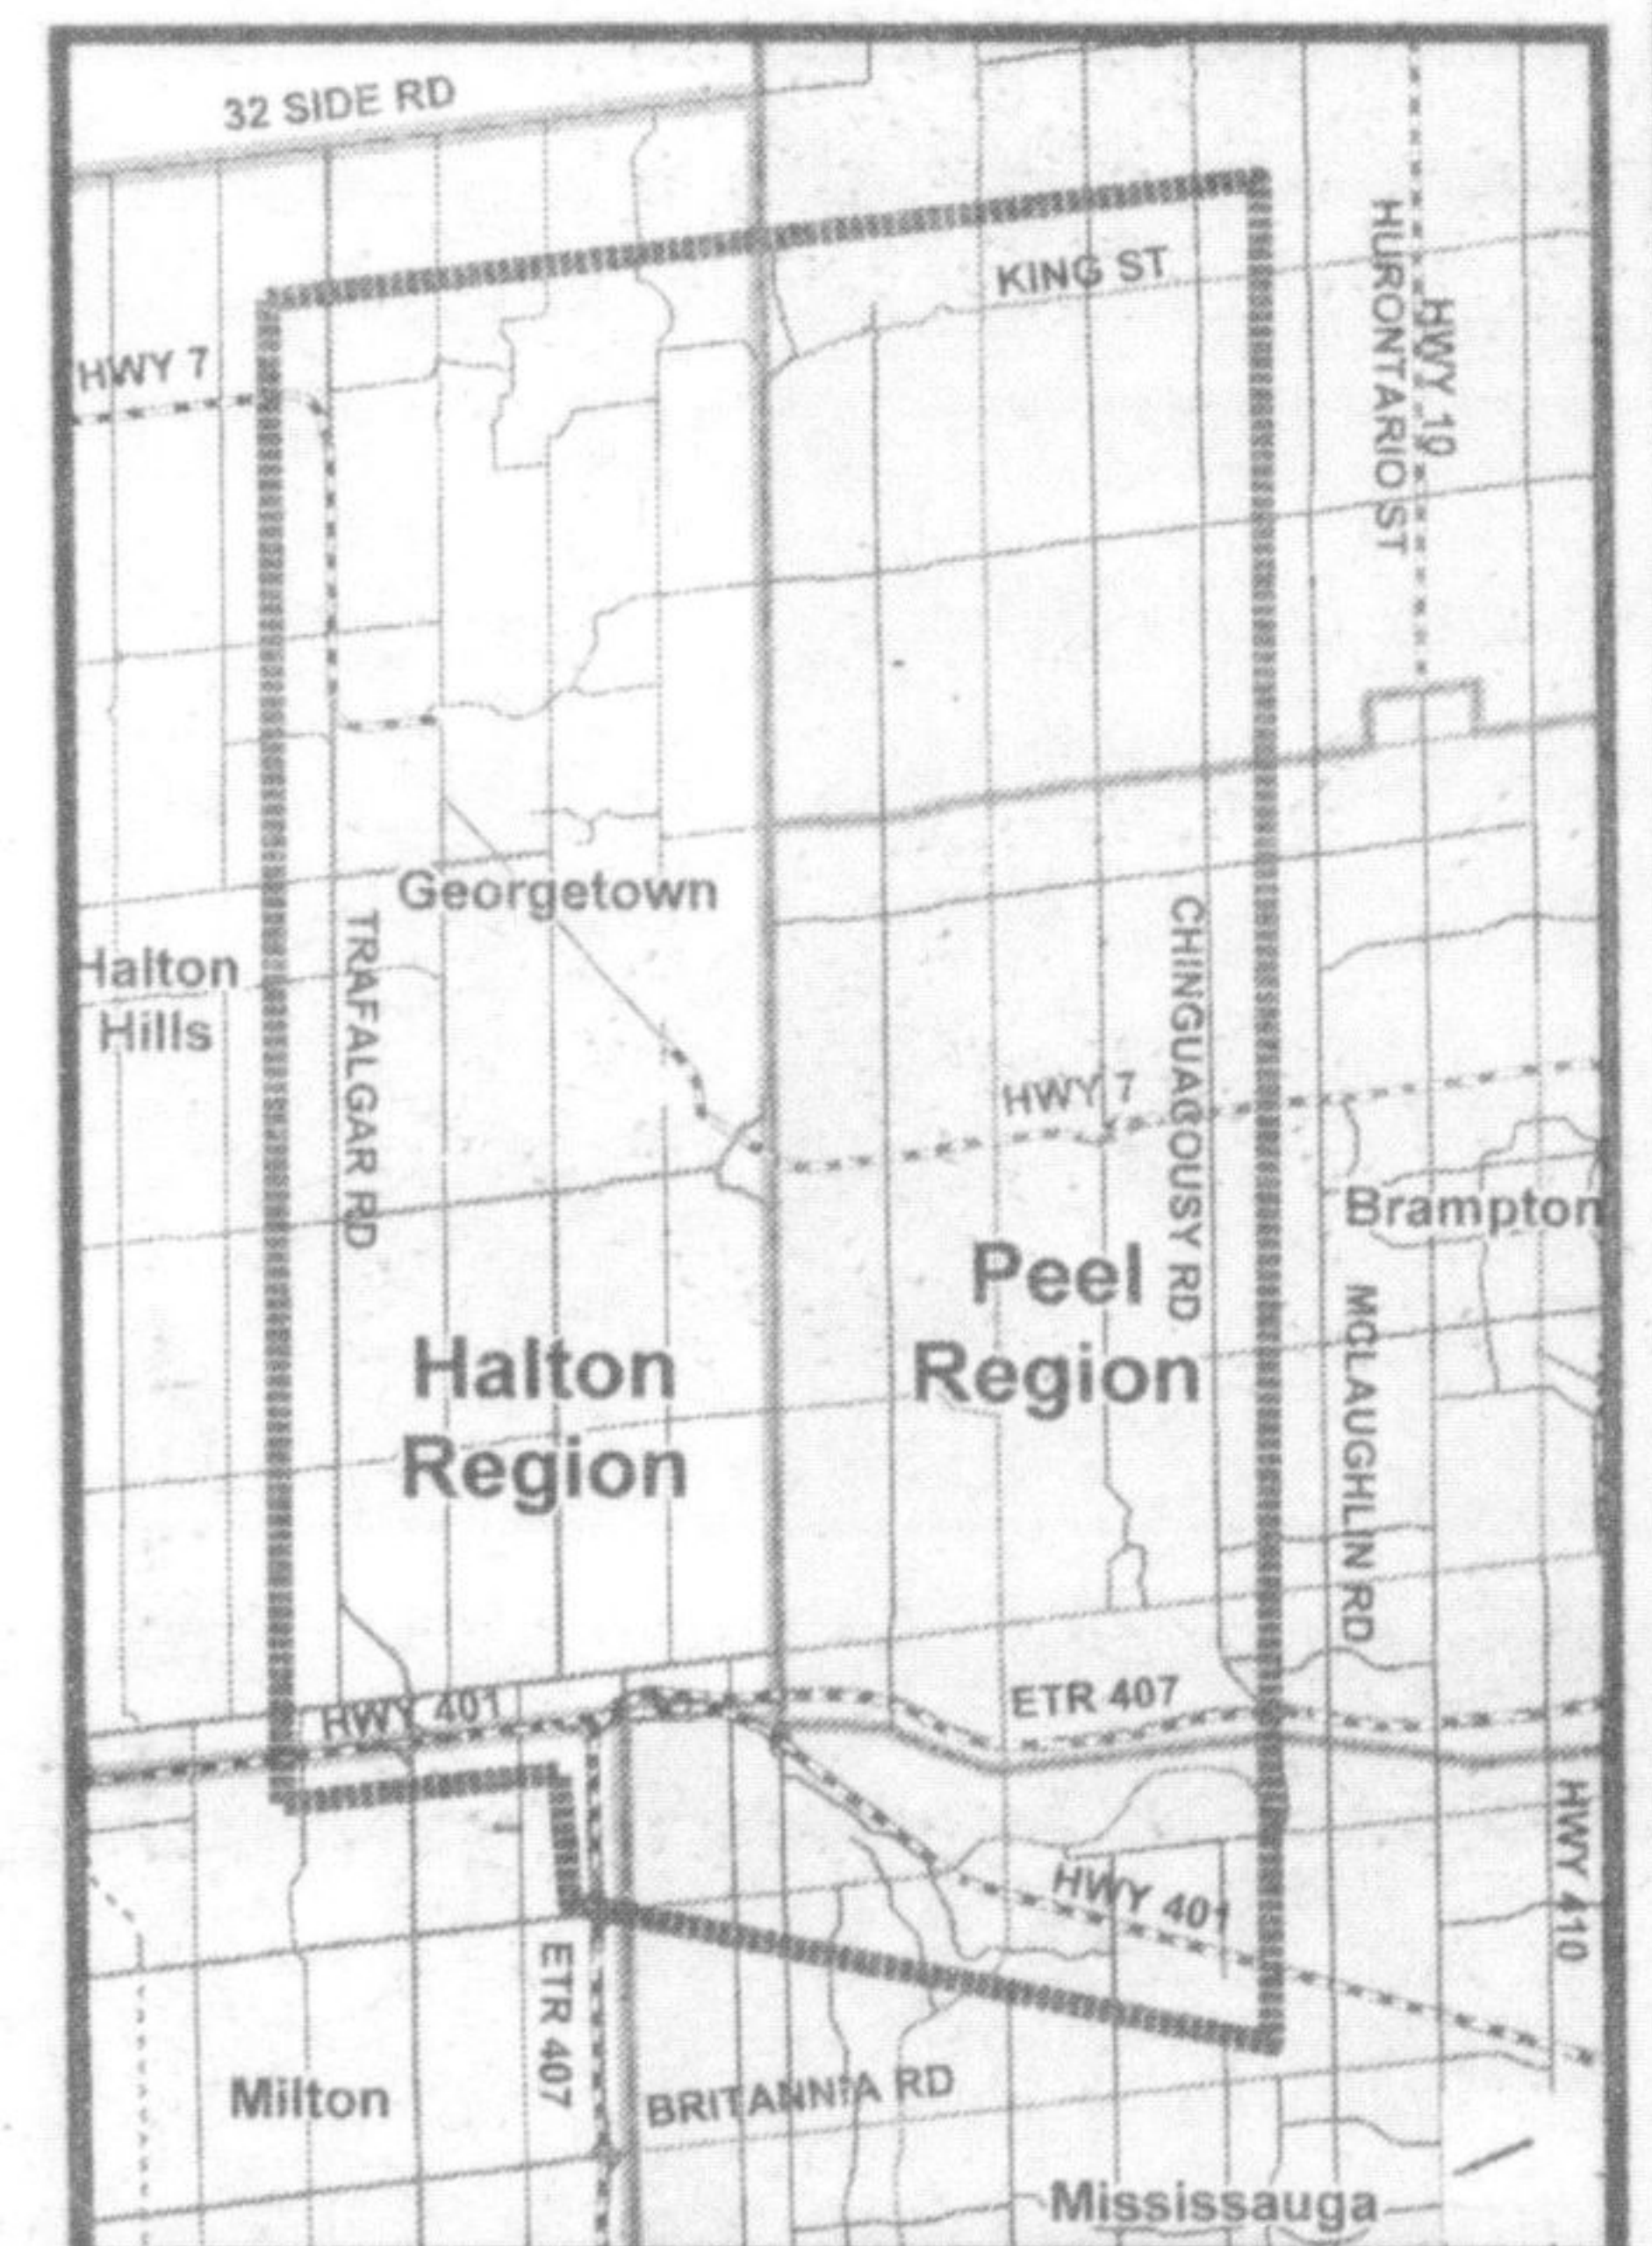 32 SIDE RD
KING ST
HURONTARIO ST
HWY 10
HWY 7
Georgetown
Halton
Hills
TRAFALGAR RD
CHINGUACOUSY RD
HWY 7
Brampton
Peel
Region
Halton
Region
MCLAUGHLIN RD
HWY 401
ETR 407
HWY 410
HWY 401
ETR 407
Milton
BRITANNIA RD
Mississauga